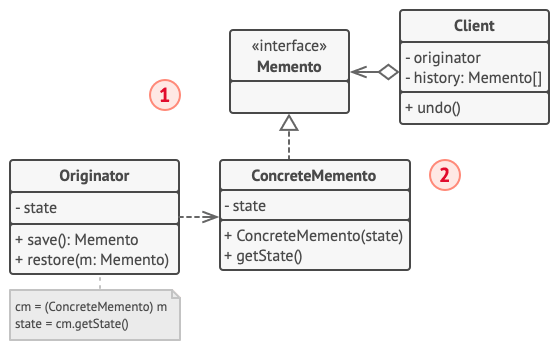 «interface»
Memento
Client
- originator
- history: Memento[]
+ undo()
1
Originator
- state
+ save(): Memento
+ restore(m: Memento)
ConcreteMemento
- state
+ ConcreteMemento(state)
+ getState()
2
cm = (ConcreteMemento) m
state = cm.getState()